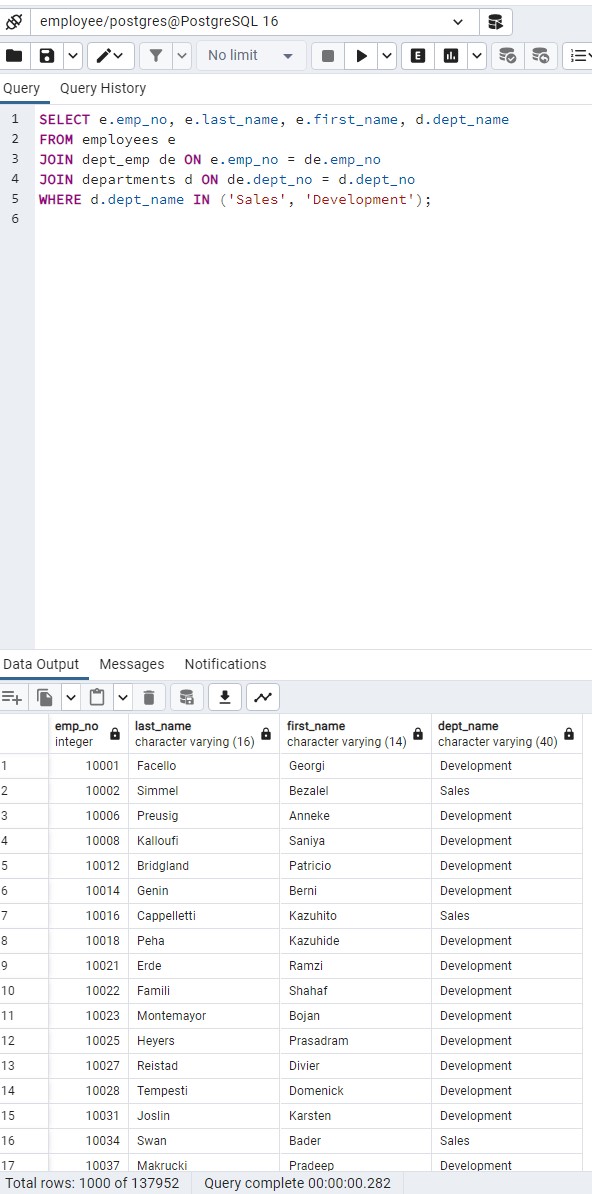 employee/postgres@PostgreSQL 16
No limit E
Query Query History
1 SELECT e.emp_no, e.last_name, e.first_name, d.dept_name
2 FROM employees e
3 JOIN dept_emp de ON e.emp_no = de.emp_no
4 JOIN departments d ON de.dept_no = d.dept_no
5 WHERE d.dept_name IN ('Sales', 'Development');
6
Data Output Messages Notifications
emp_no last_name first_name dept_name
integer character varying (16) character varying (14) character varying (40)
1 10001 Facello Georgi Development
2 10002 Simmel Bezalel Sales
3 10006 Preusig Anneke Development
4 10008 Kalloufi Saniya Development
5 10012 Bridgland Patricio Development
6 10014 Genin Berni Development
7 10016 Cappelletti Kazuhito Sales
8 10018 Peha Kazuhide Development
9 10021 Erde Ramzi Development
10 10022 Famili Shahaf Development
11 10023 Montemayor Bojan Development
12 10025 Heyers Prasadram Development
13 10027 Reistad Divier Development
14 10028 Tempesti Domenick Development
15 10031 Joslin Karsten Development
16 10034 Swan Bader Sales
17 10037 Makrucki Pradeep Development
Total rows: 1000 of 137952 Query complete 00:00:00.282